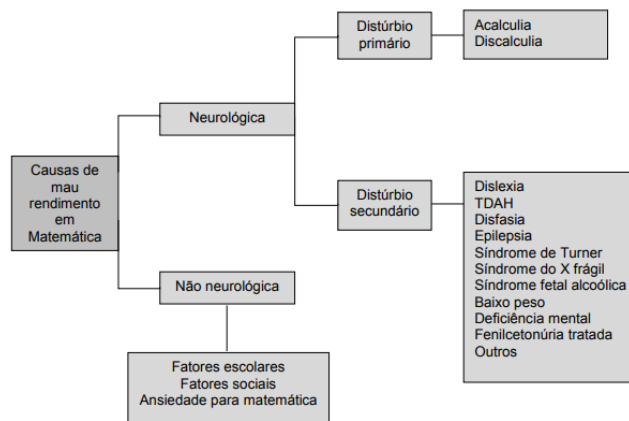 Causas de
mau
rendimento
em
Matemática
Neurológica
Distúrbio
primário
Acalculia
Discalculia
Distúrbio
secundário
Dislexia
TDAH
Disfasia
Epilepsia
Síndrome de Turner
Síndrome do X frágil
Síndrome fetal alcoólica
Baixo peso
Deficiência mental
Fenilcetonúria tratada
Outros
Não neurológica
Fatores escolares
Fatores sociais
Ansiedade para matemática